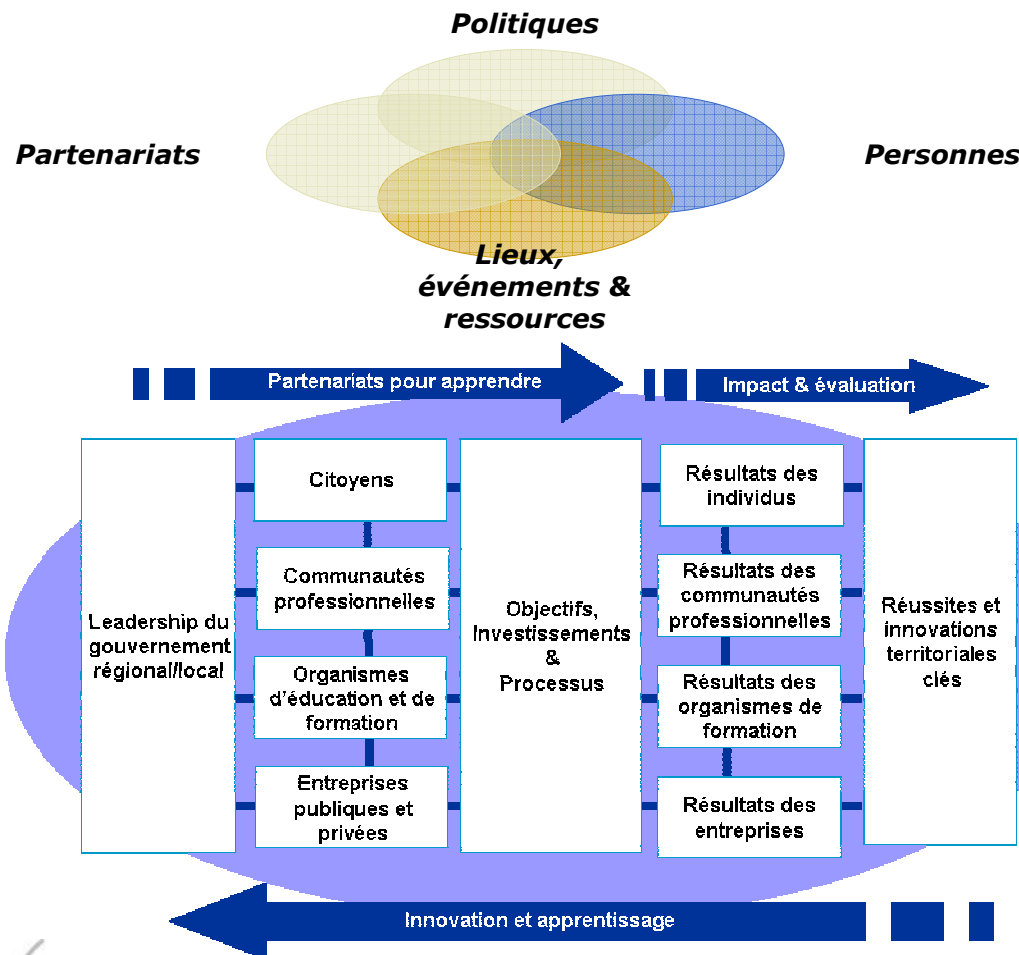 Politiques
Partenariats
Personnes
Lieux,
événements &
ressources
Partenariats pour apprendre
Impact & évaluation
Leadership du
gouvernement
régional/local
Citoyens
Communautés
professionnelles
Organismes
d'éducation et de
formation
Entreprises
publiques et
privées
Objectifs,
Investissements
&
Processus
Résultats des
individus
Résultats des
communautés
professionnelles
Résultats des
organismes de
formation
Résultats des
entreprises
Réussites et
innovations
territoriales
clés
Innovation et apprentissage